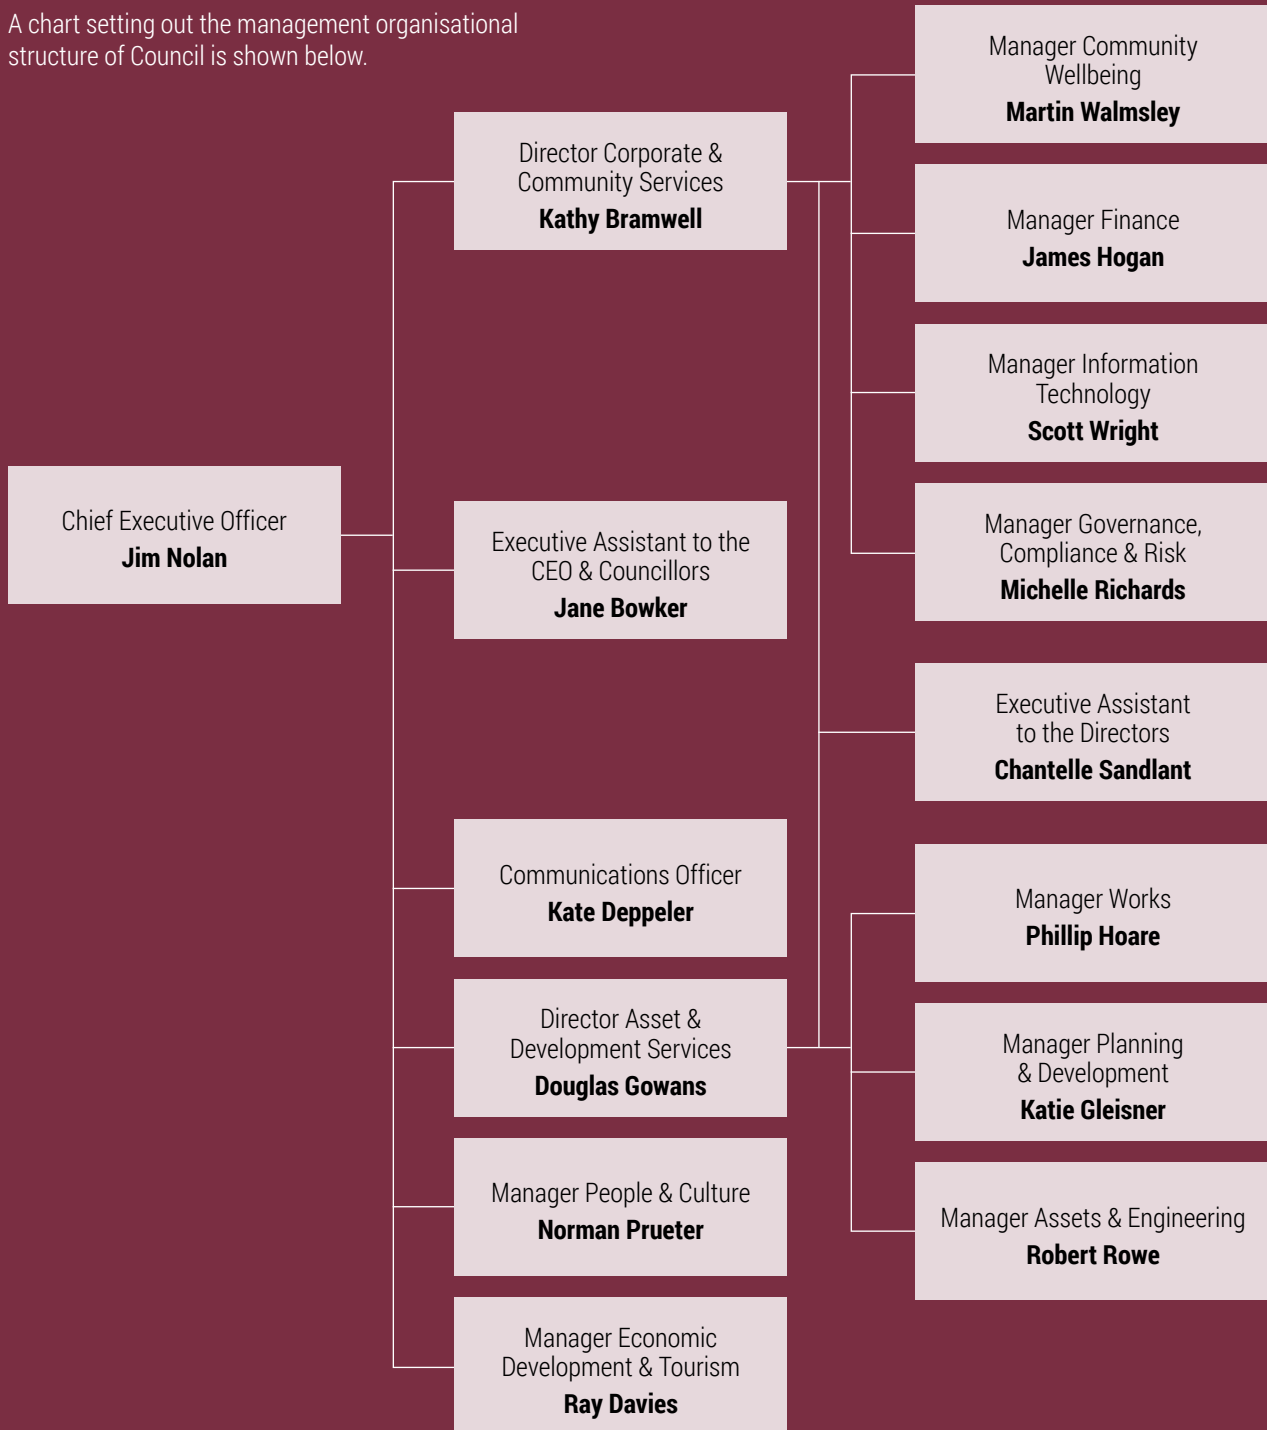 A chart setting out the management organisational
structure of Council is shown below.
Chief Executive Officer
Jim Nolan
Director Corporate &
Community Services
Kathy Bramwell
Executive Assistant to the
CEO & Councillors
Jane Bowker
Communications Officer
Kate Deppeler
Director Asset &
Development Services
Douglas Gowans
Manager People & Culture
Norman Prueter
Manager Economic
Development & Tourism
Ray Davies
Manager Community
Wellbeing
Martin Walmsley
Manager Finance
James Hogan
Manager Information
Technology
Scott Wright
Manager Governance,
Compliance & Risk
Michelle Richards
Executive Assistant
to the Directors
Chantelle Sandlant
Manager Works
Phillip Hoare
Manager Planning
& Development
Katie Gleisner
Manager Assets & Engineering
Robert Rowe